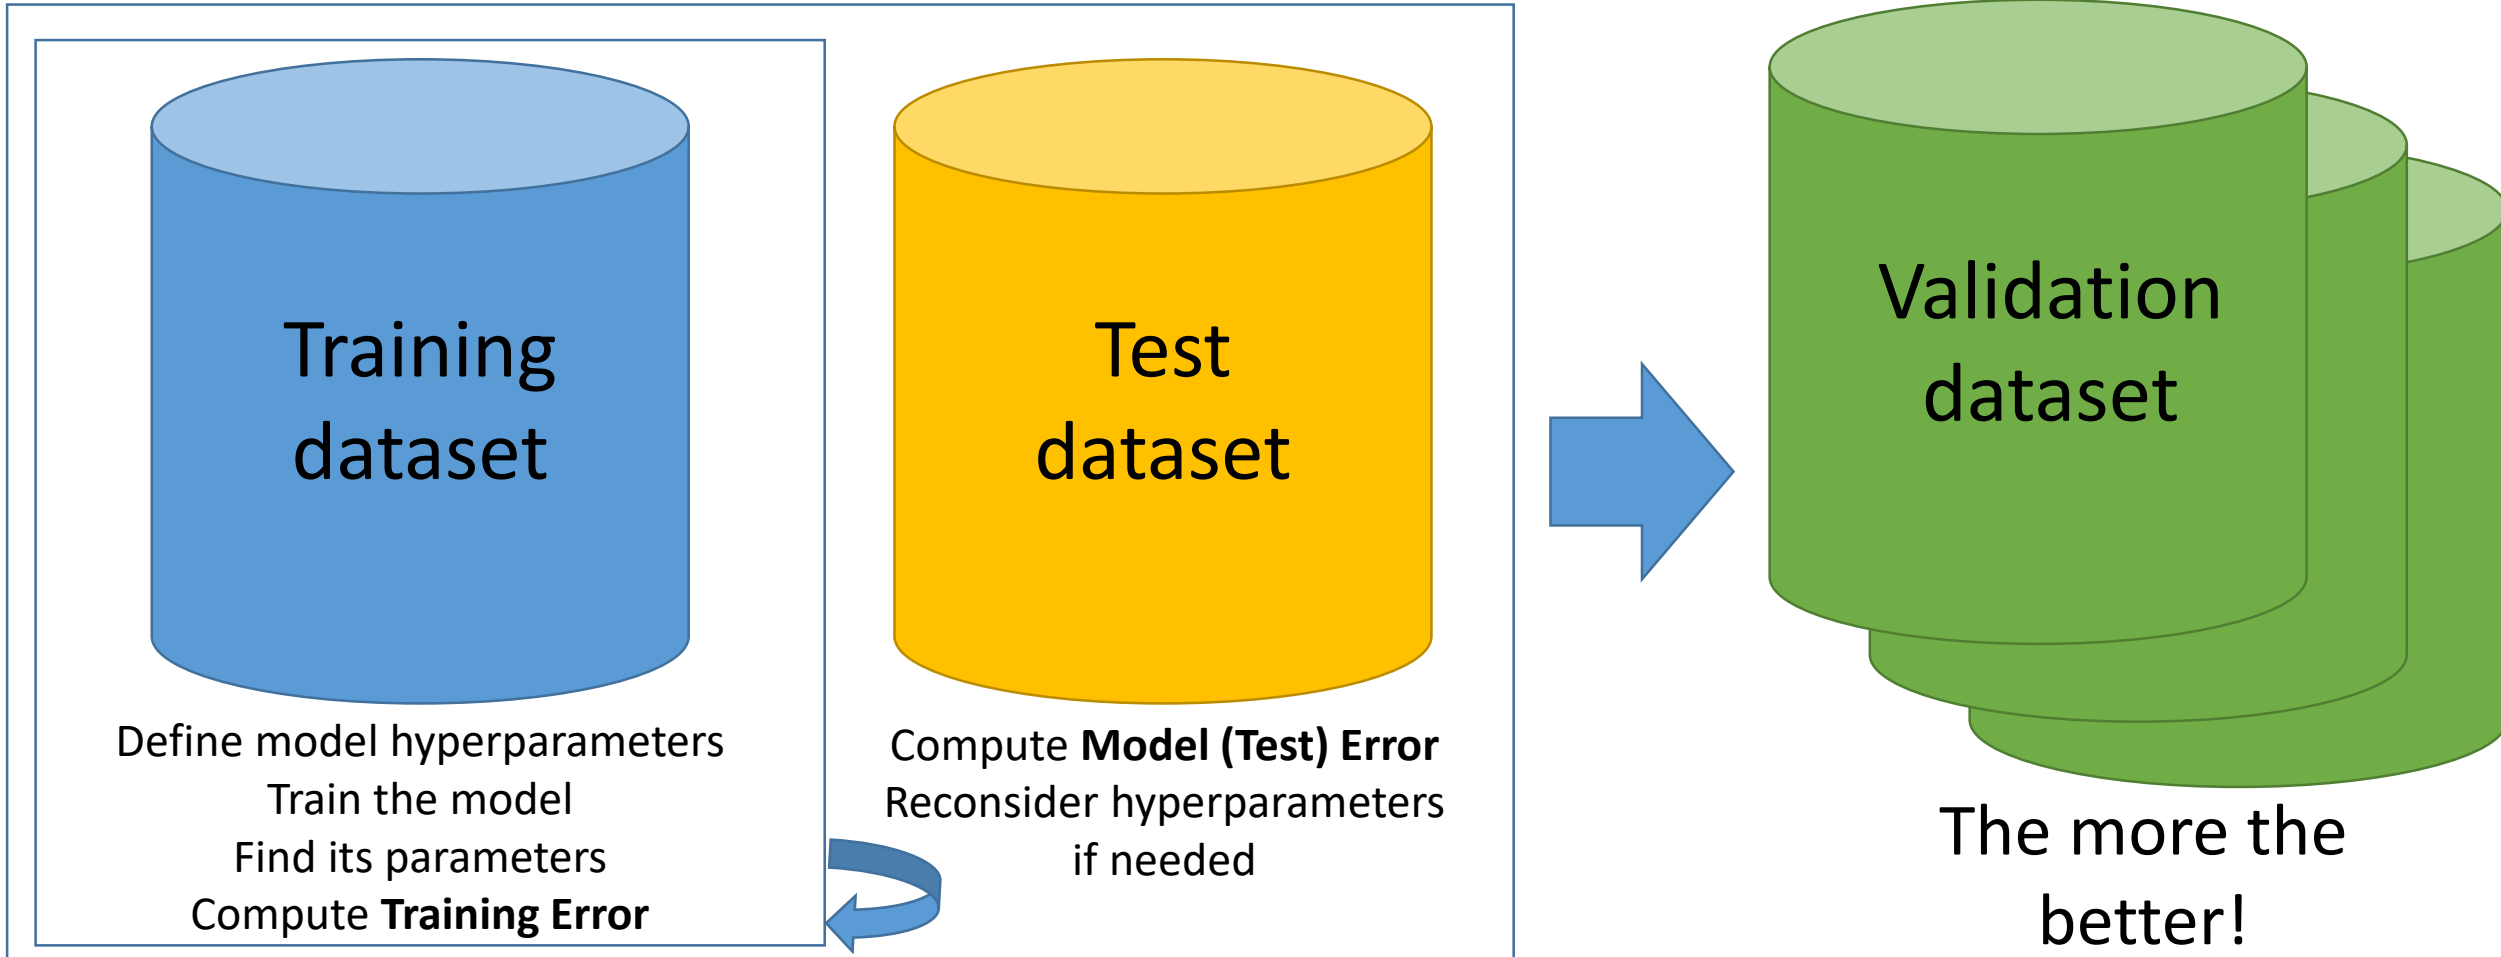 Training
dataset
Define model hyperparameters
Train the model
Find its parameters
Compute Training Error
Test
dataset
Compute Model (Test) Error
Reconsider hyperparameters
if needed
Validation
dataset
The more the
better!